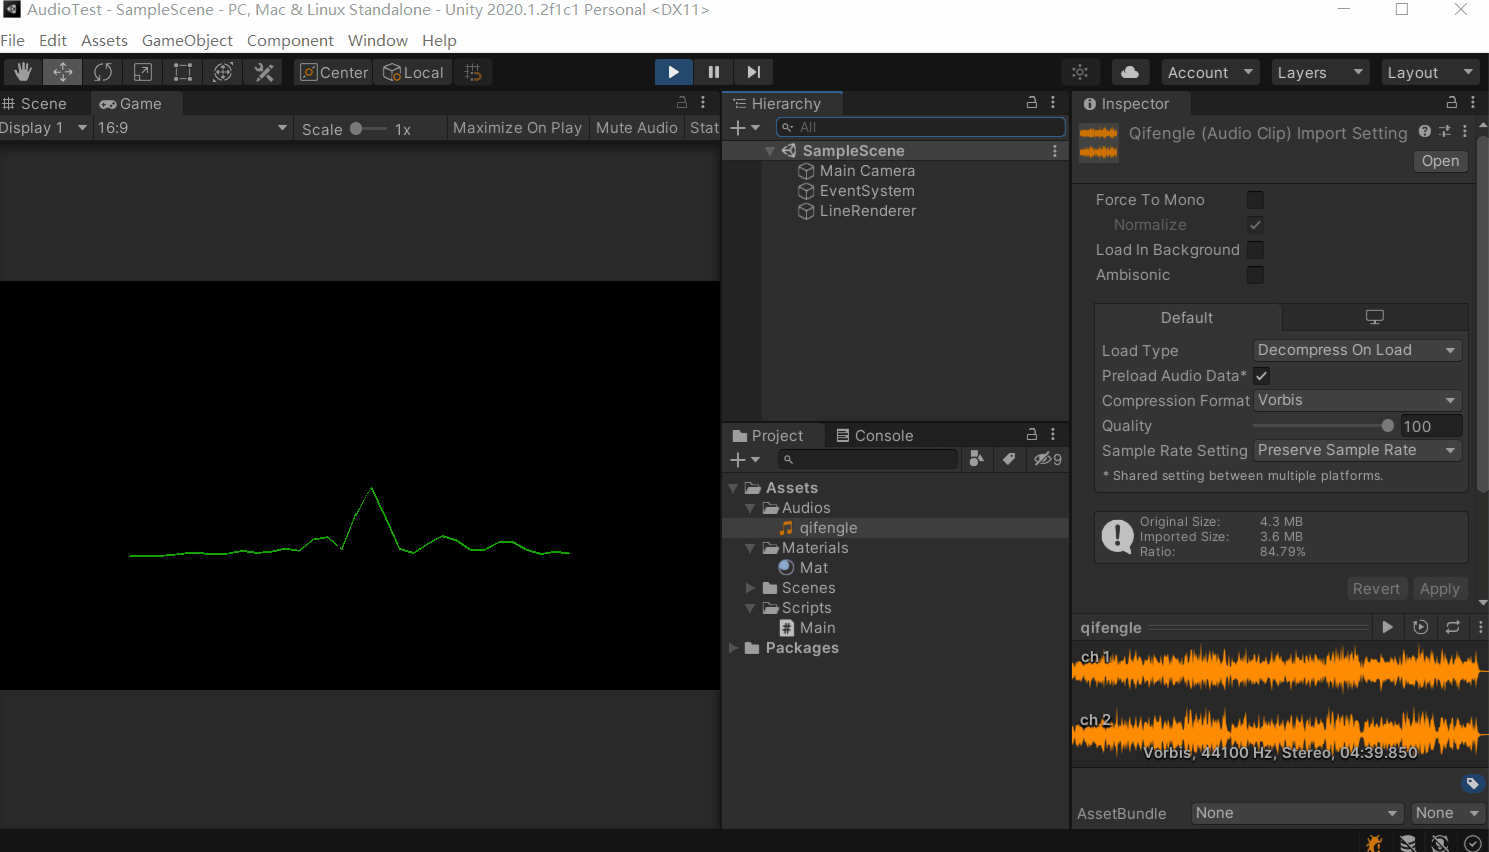 AudioTest - SampleScene - PC, Mac & Linux Standalone - Unity 2020.1.2f1c1 Personal <DX11>
File Edit Assets GameObject Component Window Help
Center Local Account Layers Layout
Scene Game
Display 1 16:9 Scale 1x Maximize On Play Mute Audio Stat
Hierarchy
All
SampleScene
Main Camera
EventSystem
LineRenderer
Project Console
9
Assets
Audios
qifengle
Materials
Mat
Scenes
Scripts
Main
Packages
Inspector
Qifengle (Audio Clip) Import Setting
Open
Force To Mono
Normalize
Load In Background
Ambisonic
Default
Load Type Decompress On Load
Preload Audio Data*
Compression Format Vorbis
Quality 100
Sample Rate Setting Preserve Sample Rate
* Shared setting between multiple platforms.
Original Size: 4.3 MB
Imported Size: 3.6 MB
Ratio: 84.79%
Revert Apply
qifengle
ch 1
ch 2
Vorbis, 44100 Hz, Stereo, 04:39.850
AssetBundle None None